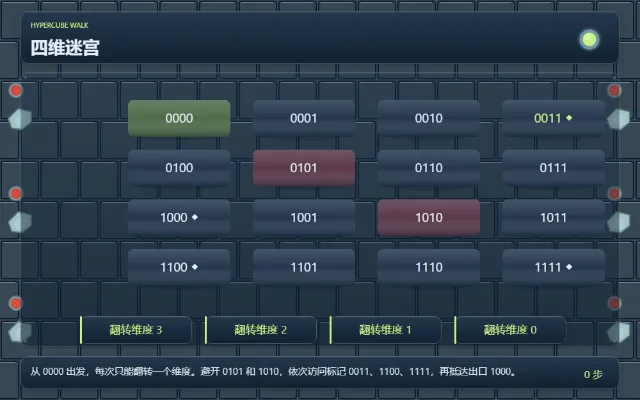 HYPERCUBE WALK
四维迷宫
0000 0001 0010 0011 ◆
0100 0101 0110 0111
1000 ◆ 1001 1010 1011
1100 ◆ 1101 1110 1111 ◆
翻转维度 3 翻转维度 2 翻转维度 1 翻转维度 0
从 0000 出发，每次只能翻转一个维度。避开 0101 和 1010，依次访问标记 0011、1100、1111，再抵达出口 1000。
0 步